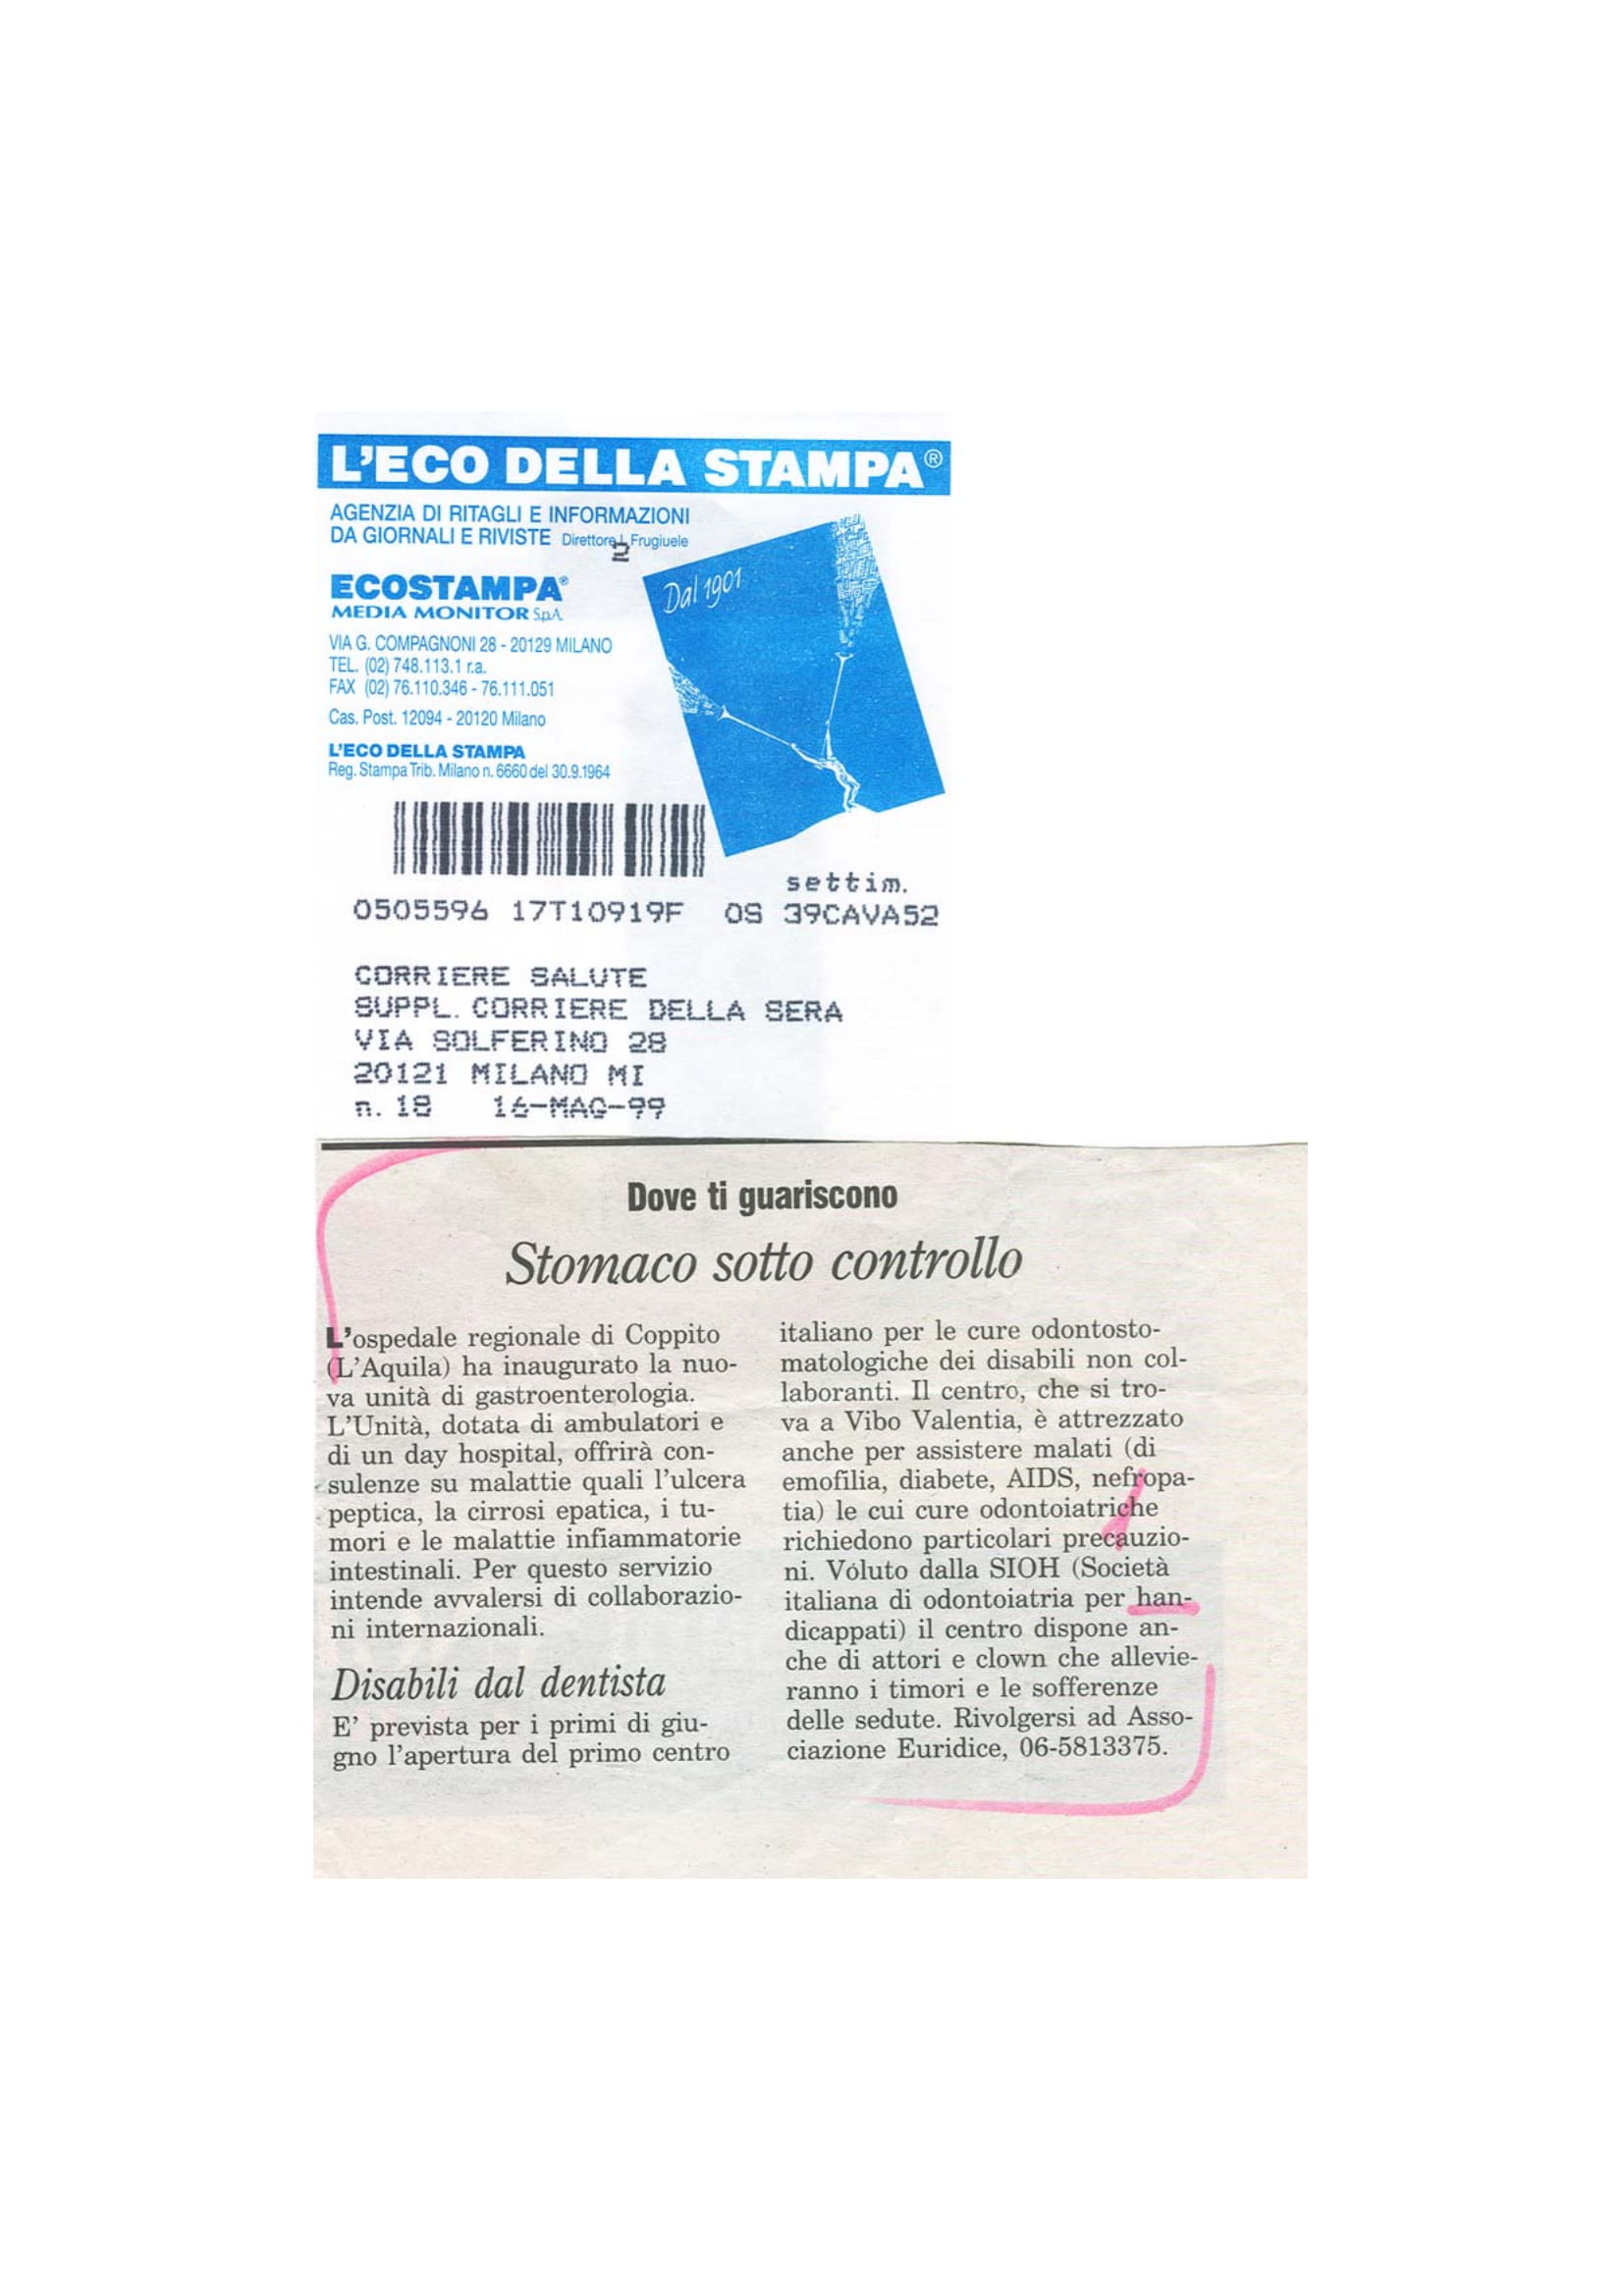 L'ECO DELLA STAMPA®
AGENZIA DI RITAGLI E INFORMAZIONI
DA GIORNALI E RIVISTE Direttore I. Frugiuele
2
Dal 1901
ECOSTAMPA®
MEDIA MONITOR S.p.A.
VIA G. COMPAGNONI 28 - 20129 MILANO
TEL. (02) 748.113.1 r.a.
FAX (02) 76.110.346 - 76.111.051
Cas. Post. 12094 - 20120 Milano
L'ECO DELLA STAMPA
Reg. Stampa Trib. Milano n. 6660 del 30.9.1964
settim.
0505596 17T10919F OS 39CAVA52
CORRIERE SALUTE
SUPPL. CORRIERE DELLA SERA
VIA SOLFERINO 28
20121 MILANO MI
n. 18 16-MAG-99
Dove ti guariscono
Stomaco sotto controllo
L'ospedale regionale di Coppito
(L'Aquila) ha inaugurato la nuo-
va unità di gastroenterologia.
L'Unità, dotata di ambulatori e
di un day hospital, offrirà con-
sulenze su malattie quali l'ulcera
peptica, la cirrosi epatica, i tu-
mori e le malattie infiammatorie
intestinali. Per questo servizio
intende avvalersi di collaborazio-
ni internazionali.
Disabili dal dentista
E' prevista per i primi di giu-
gno l'apertura del primo centro
italiano per le cure odontosto-
matologiche dei disabili non col-
laboranti. Il centro, che si tro-
va a Vibo Valentia, è attrezzato
anche per assistere malati (di
emofilia, diabete, AIDS, nefropa-
tia) le cui cure odontoiatriche
richiedono particolari precauzio-
ni. Voluto dalla SIOH (Società
italiana di odontoiatria per han-
dicappati) il centro dispone an-
che di attori e clown che allevie-
ranno i timori e le sofferenze
delle sedute. Rivolgersi ad Asso-
ciazione Euridice, 06-5813375.